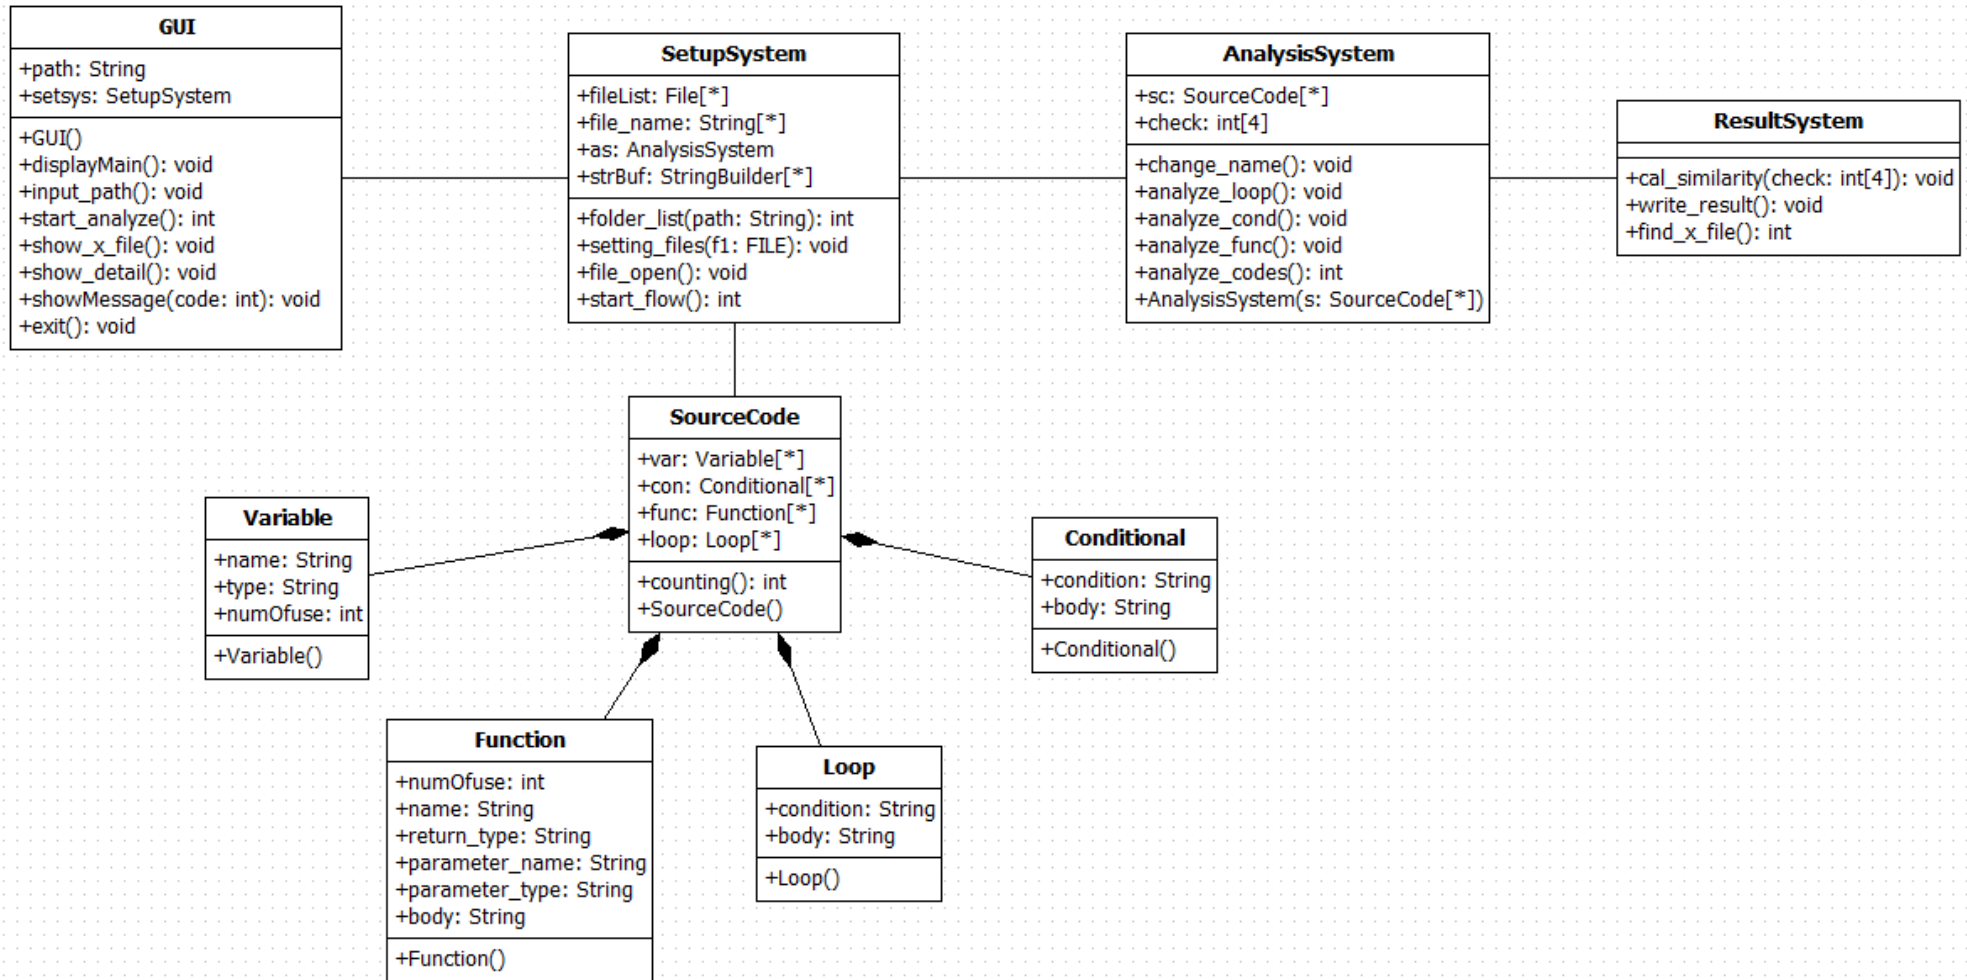 GUI
+path: String
+setsys: SetupSystem
+GUI()
+displayMain(): void
+input_path(): void
+start_analyze(): int
+show_x_file(): void
+show_detail(): void
+showMessage(code: int): void
+exit(): void
SetupSystem
+fileList: File[*]
+file_name: String[*]
+as: AnalysisSystem
+strBuf: StringBuilder[*]
+folder_list(path: String): int
+setting_files(f1: FILE): void
+file_open(): void
+start_flow(): int
AnalysisSystem
+sc: SourceCode[*]
+check: int[4]
+change_name(): void
+analyze_loop(): void
+analyze_cond(): void
+analyze_func(): void
+analyze_codes(): int
+AnalysisSystem(s: SourceCode[*])
ResultSystem
+cal_similarity(check: int[4]): void
+write_result(): void
+find_x_file(): int
SourceCode
+var: Variable[*]
+con: Conditional[*]
+func: Function[*]
+loop: Loop[*]
+counting(): int
+SourceCode()
Variable
+name: String
+type: String
+numOfuse: int
+Variable()
Conditional
+condition: String
+body: String
+Conditional()
Function
+numOfuse: int
+name: String
+return_type: String
+parameter_name: String
+parameter_type: String
+body: String
+Function()
Loop
+condition: String
+body: String
+Loop()